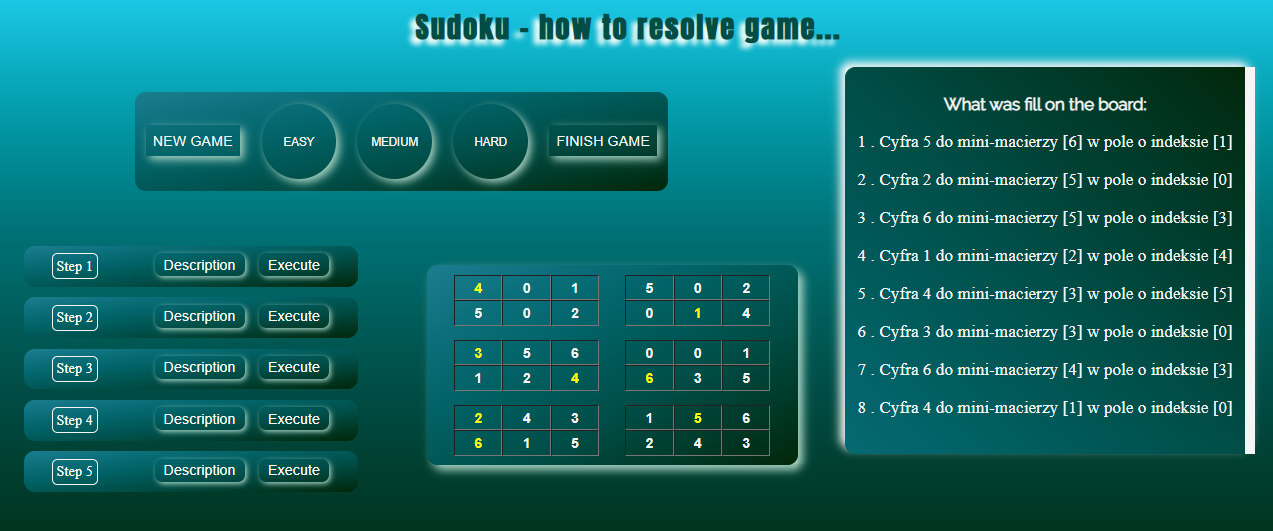 Sudoku - how to resolve game...
NEW GAME EASY MEDIUM HARD FINISH GAME
What was fill on the board:
1 . Cyfra 5 do mini-macierzy [6] w pole o indeksie [1]
2 . Cyfra 2 do mini-macierzy [5] w pole o indeksie [0]
3 . Cyfra 6 do mini-macierzy [5] w pole o indeksie [3]
4 . Cyfra 1 do mini-macierzy [2] w pole o indeksie [4]
5 . Cyfra 4 do mini-macierzy [3] w pole o indeksie [5]
6 . Cyfra 3 do mini-macierzy [3] w pole o indeksie [0]
7 . Cyfra 6 do mini-macierzy [4] w pole o indeksie [3]
8 . Cyfra 4 do mini-macierzy [1] w pole o indeksie [0]
Step 1 Description Execute
Step 2 Description Execute
Step 3 Description Execute
Step 4 Description Execute
Step 5 Description Execute
4 0 1 5 0 2
5 0 2 0 1 4
3 5 6 0 0 1
1 2 4 6 3 5
2 4 3 1 5 6
6 1 5 2 4 3